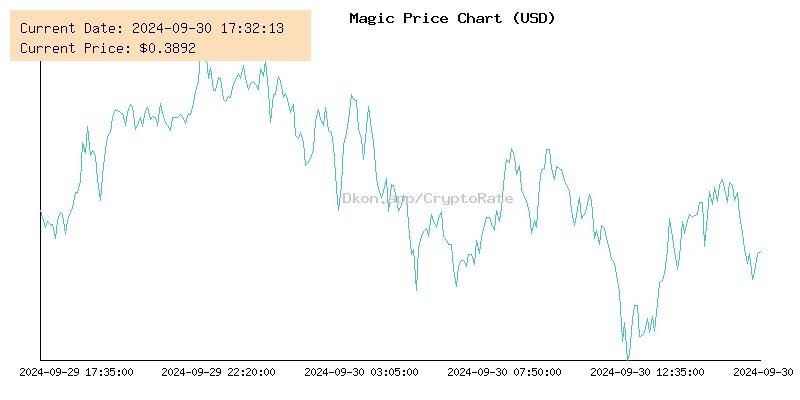 Magic Price Chart (USD)
Current Date: 2024-09-30 17:32:13
Current Price: $0.3892
Dkon.app/CryptoRate
2024-09-29 17:35:00 2024-09-29 22:20:00 2024-09-30 03:05:00 2024-09-30 07:50:00 2024-09-30 12:35:00 2024-09-30